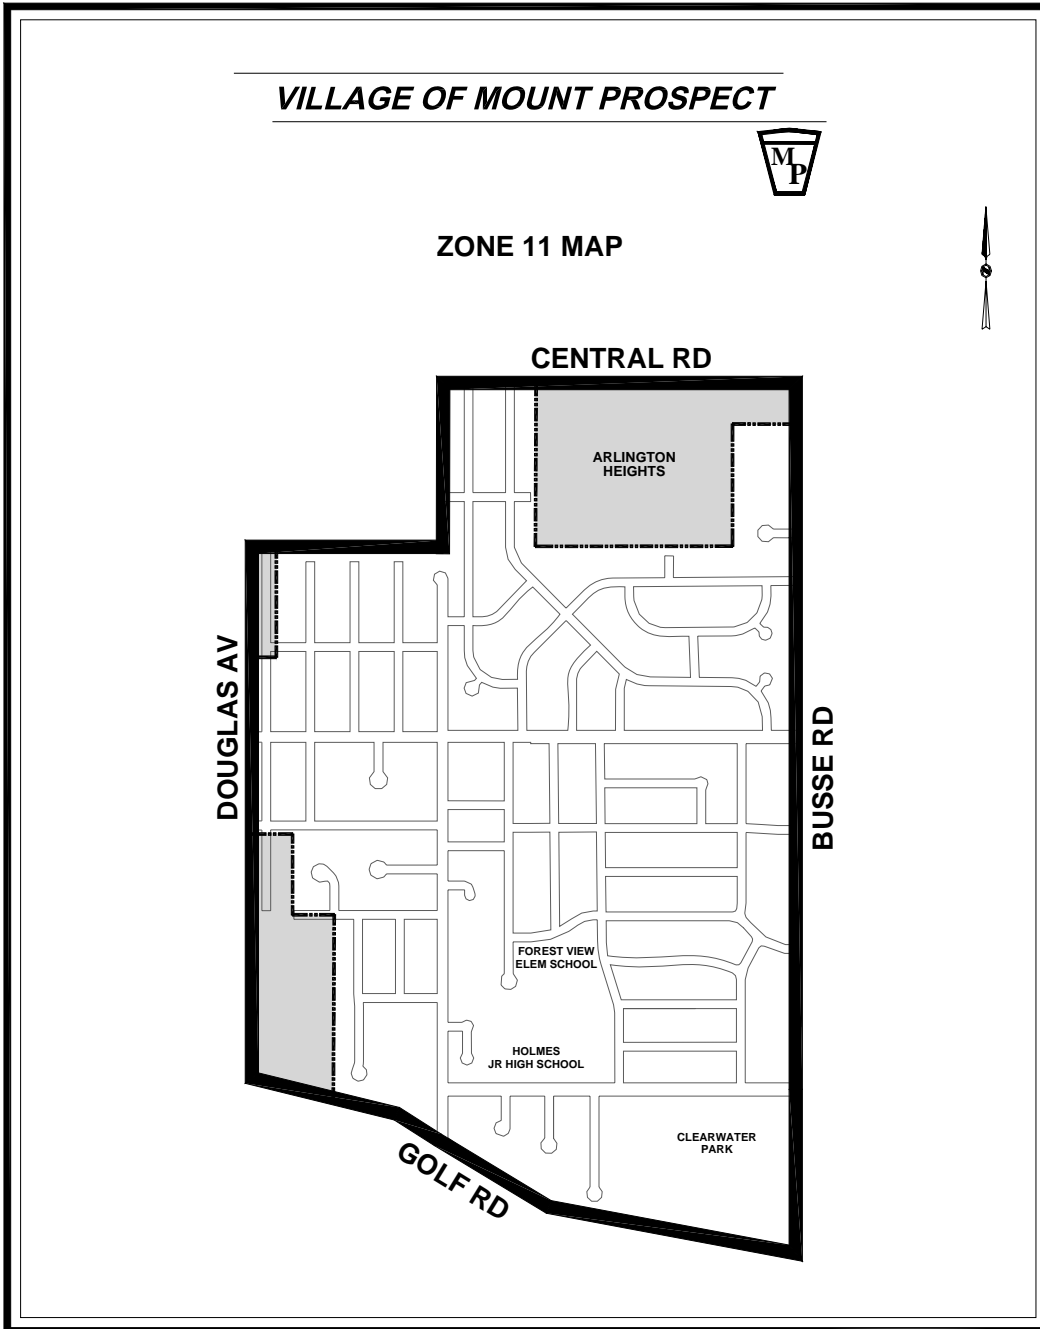 VILLAGE OF MOUNT PROSPECT
M
P
ZONE 11 MAP
CENTRAL RD
ARLINGTON
HEIGHTS
DOUGLAS AV
BUSSE RD
FOREST VIEW
ELEM SCHOOL
HOLMES
JR HIGH SCHOOL
CLEARWATER
PARK
GOLF RD